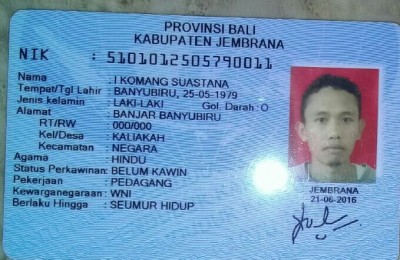 PROVINSI BALI
KABUPATEN JEMBRANA
NIK : 5101012505790011
Nama : I KOMANG SUASTANA
Tempat/Tgl Lahir : BANYUBIRU, 25-05-1979
Jenis kelamin : LAKI-LAKI Gol. Darah : O
Alamat : BANJAR BANYUBIRU
RT/RW : 000/000
Kel/Desa : KALIAKAH
Kecamatan : NEGARA
Agama : HINDU
Status Perkawinan: BELUM KAWIN
Pekerjaan : PEDAGANG
Kewarganegaraan: WNI
Berlaku Hingga : SEUMUR HIDUP
JEMBRANA
21-06-2016